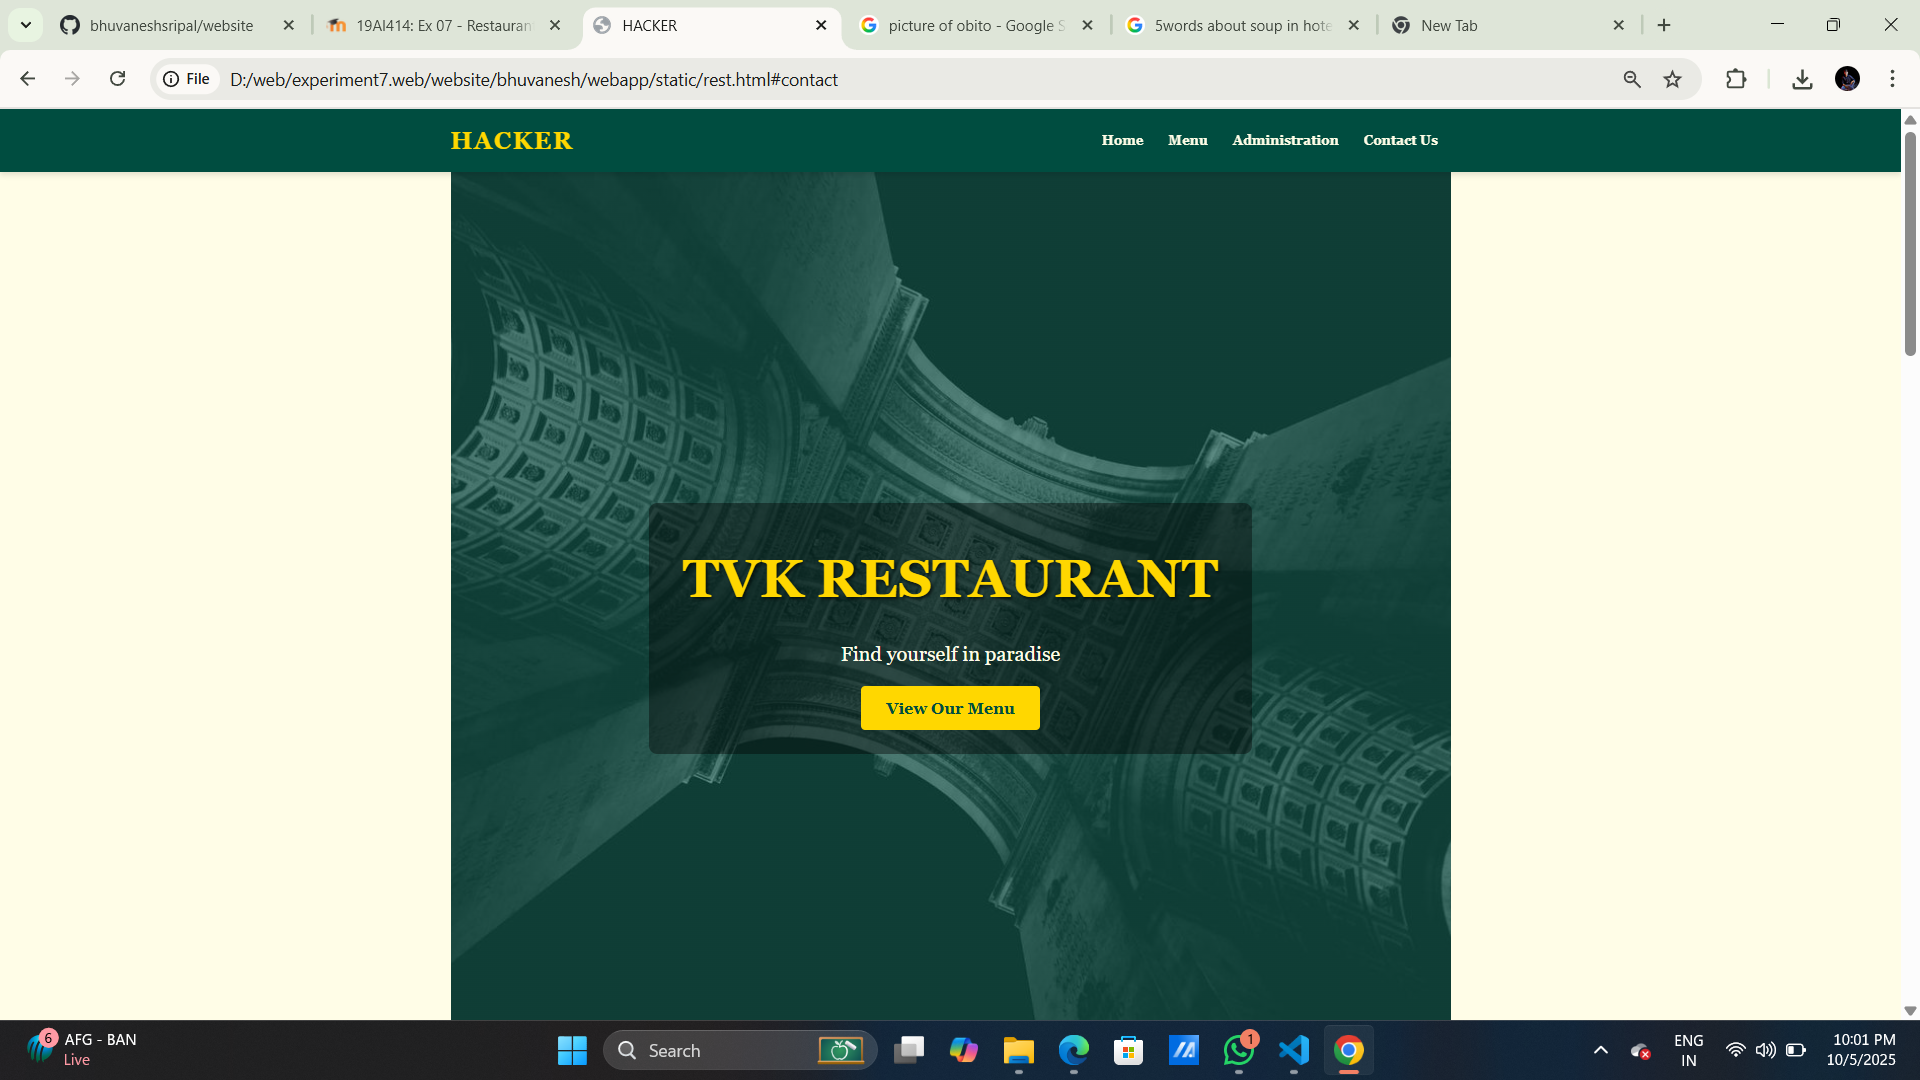 bhuvaneshsripal/website
19AI414: Ex 07 - Restauran
HACKER
picture of obito - Google S
5words about soup in hote
New Tab
File
D:/web/experiment7.web/website/bhuvanesh/webapp/static/rest.html#contact
HACKER
Home
Menu
Administration
Contact Us
TVK RESTAURANT
Find yourself in paradise
View Our Menu
6
AFG - BAN
Live
Search
1
ENG
IN
10:01 PM
10/5/2025